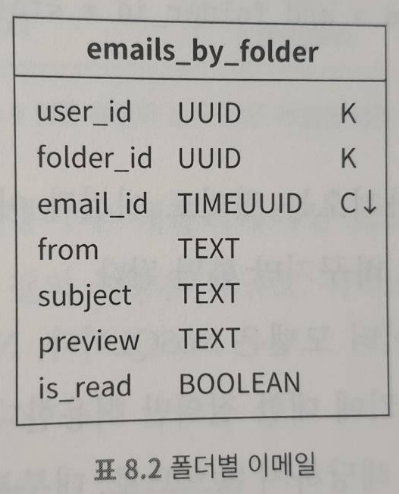 emails_by_folder
user_id UUID K
folder_id UUID K
email_id TIMEUUID C↓
from TEXT
subject TEXT
preview TEXT
is_read BOOLEAN
표 8.2 폴더별 이메일